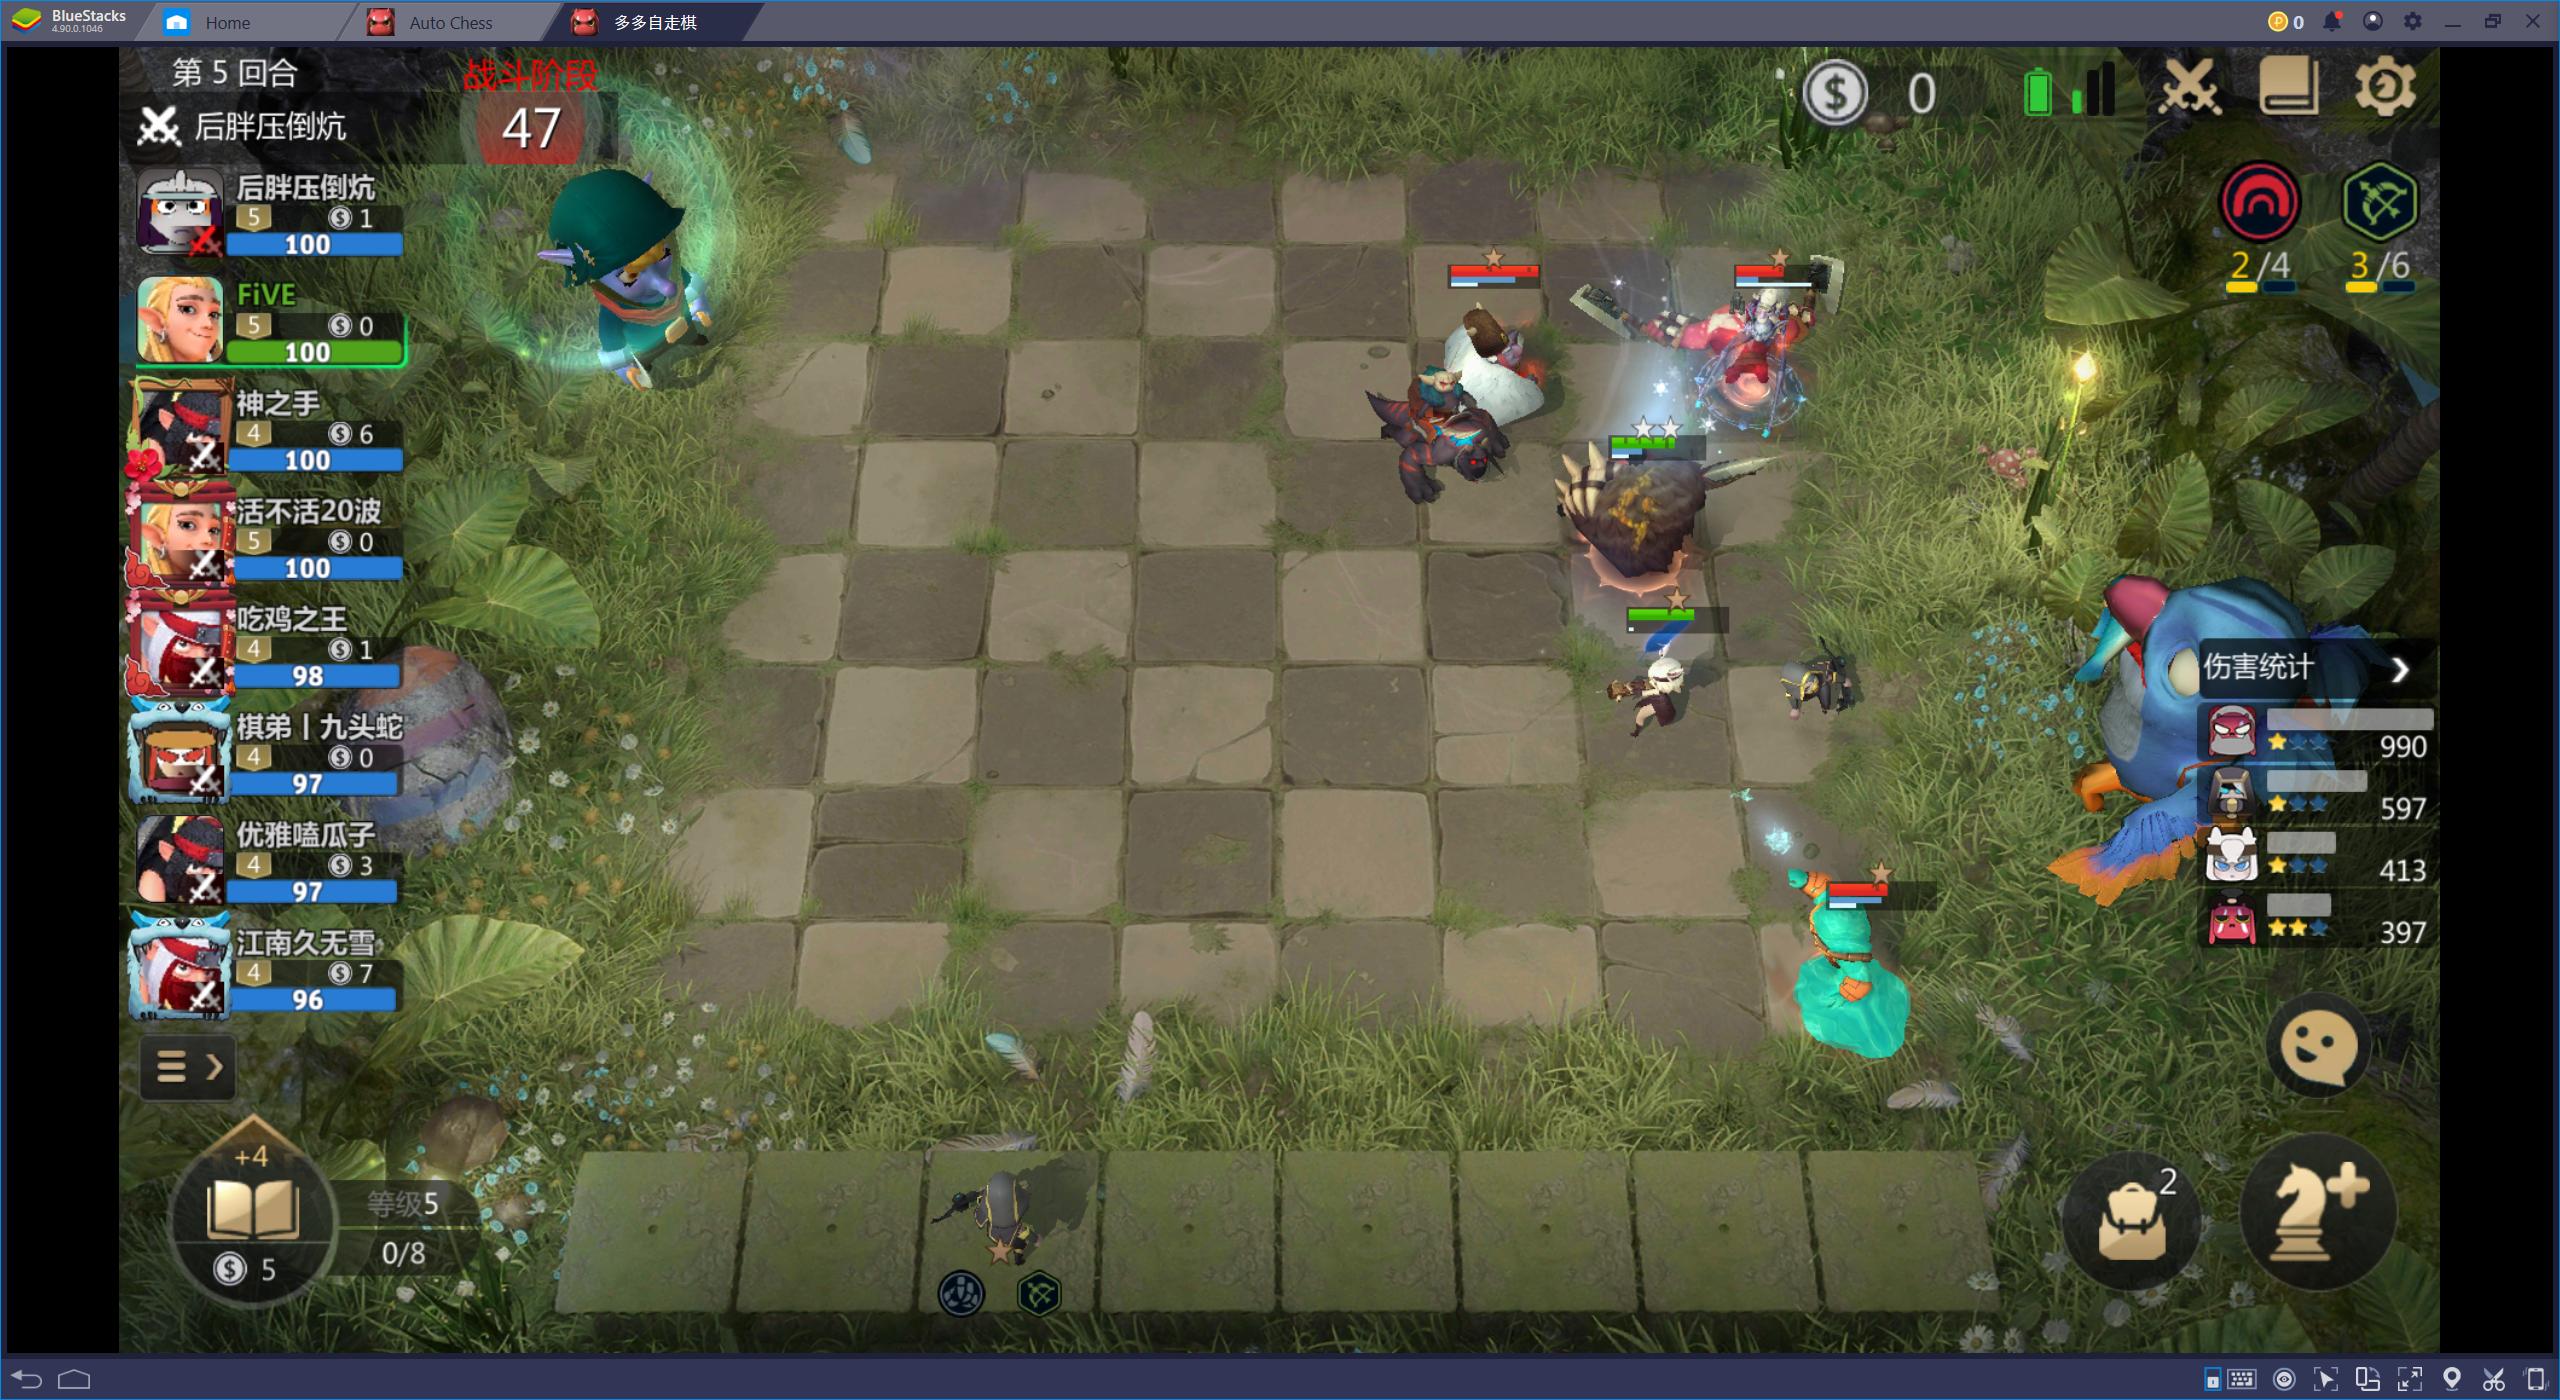 BlueStacks
4.90.0.1046
Home
Auto Chess
多多自走棋
0
第 5 回合
后胖压倒炕
战斗阶段
47
0
2/4
3/6
后胖压倒炕
5 1
100
FiVE
5 0
100
神之手
4 6
100
活不活20波
5 0
100
吃鸡之王
4 1
98
棋弟丨九头蛇
4 0
97
优雅嗑瓜子
4 3
97
江南久无雪
4 7
96
伤害统计
990
597
413
397
+4
5
等级5
0/8
2